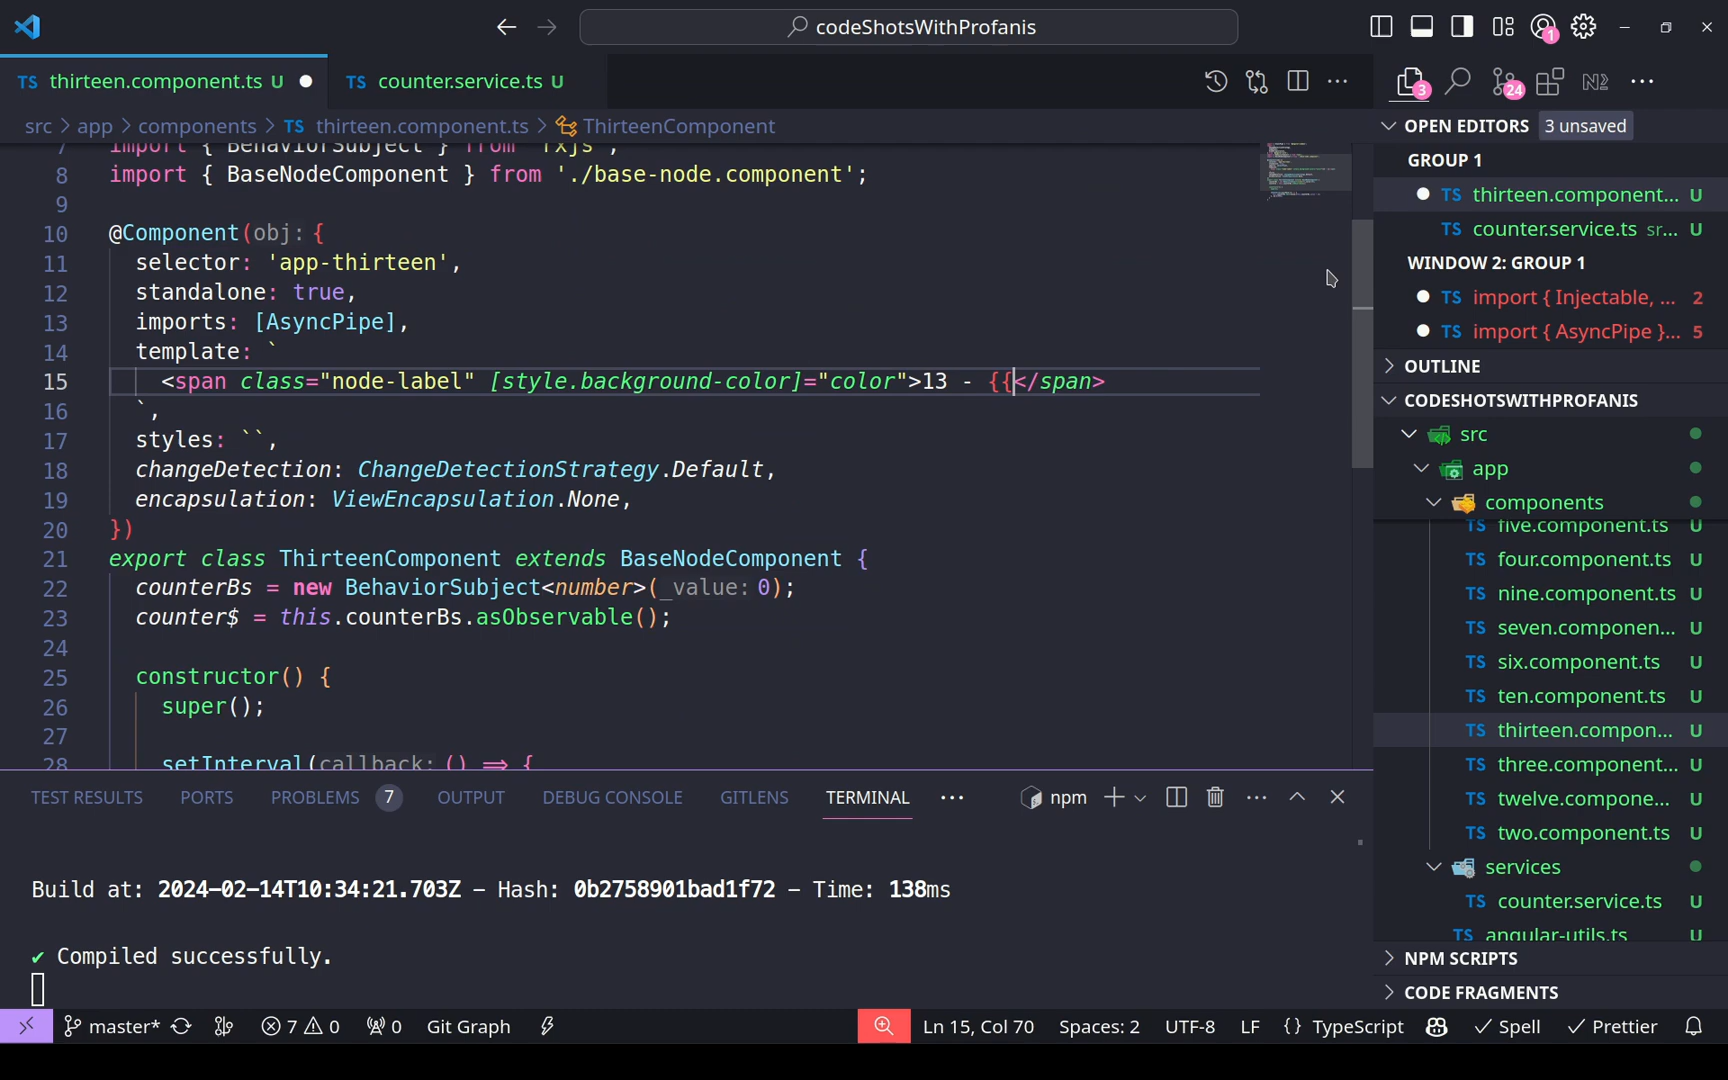 codeShotsWithProfanis
TS thirteen.component.ts U
TS counter.service.ts U
src > app > components > TS thirteen.component.ts > ThirteenComponent
7 import { BehaviorSubject } from 'rxjs';
8 import { BaseNodeComponent } from './base-node.component';
9
10 @Component(obj: {
11 selector: 'app-thirteen',
12 standalone: true,
13 imports: [AsyncPipe],
14 template: `
15 <span class="node-label" [style.background-color]="color">13 - {{</span>
16 `,
17 styles: ``,
18 changeDetection: ChangeDetectionStrategy.Default,
19 encapsulation: ViewEncapsulation.None,
20 })
21 export class ThirteenComponent extends BaseNodeComponent {
22 counterBs = new BehaviorSubject<number>(_value: 0);
23 counter$ = this.counterBs.asObservable();
24
25 constructor() {
26 super();
27
28 setInterval(callback: () => {
TEST RESULTS PORTS PROBLEMS 7 OUTPUT DEBUG CONSOLE GITLENS TERMINAL ... npm
Build at: 2024-02-14T10:34:21.703Z - Hash: 0b2758901bad1f72 - Time: 138ms
✔ Compiled successfully.
1
3
24
OPEN EDITORS 3 unsaved
GROUP 1
TS thirteen.component... U
TS counter.service.ts sr... U
WINDOW 2: GROUP 1
TS import { Injectable, ... 2
TS import { AsyncPipe }... 5
OUTLINE
CODESHOTSWITHPROFANIS
src
app
components
TS five.component.ts U
TS four.component.ts U
TS nine.component.ts U
TS seven.componen... U
TS six.component.ts U
TS ten.component.ts U
TS thirteen.compon... U
TS three.component... U
TS twelve.compone... U
TS two.component.ts U
services
TS counter.service.ts U
TS angular-utils.ts U
NPM SCRIPTS
CODE FRAGMENTS
master* 7 0 0 Git Graph Ln 15, Col 70 Spaces: 2 UTF-8 LF {} TypeScript Spell Prettier